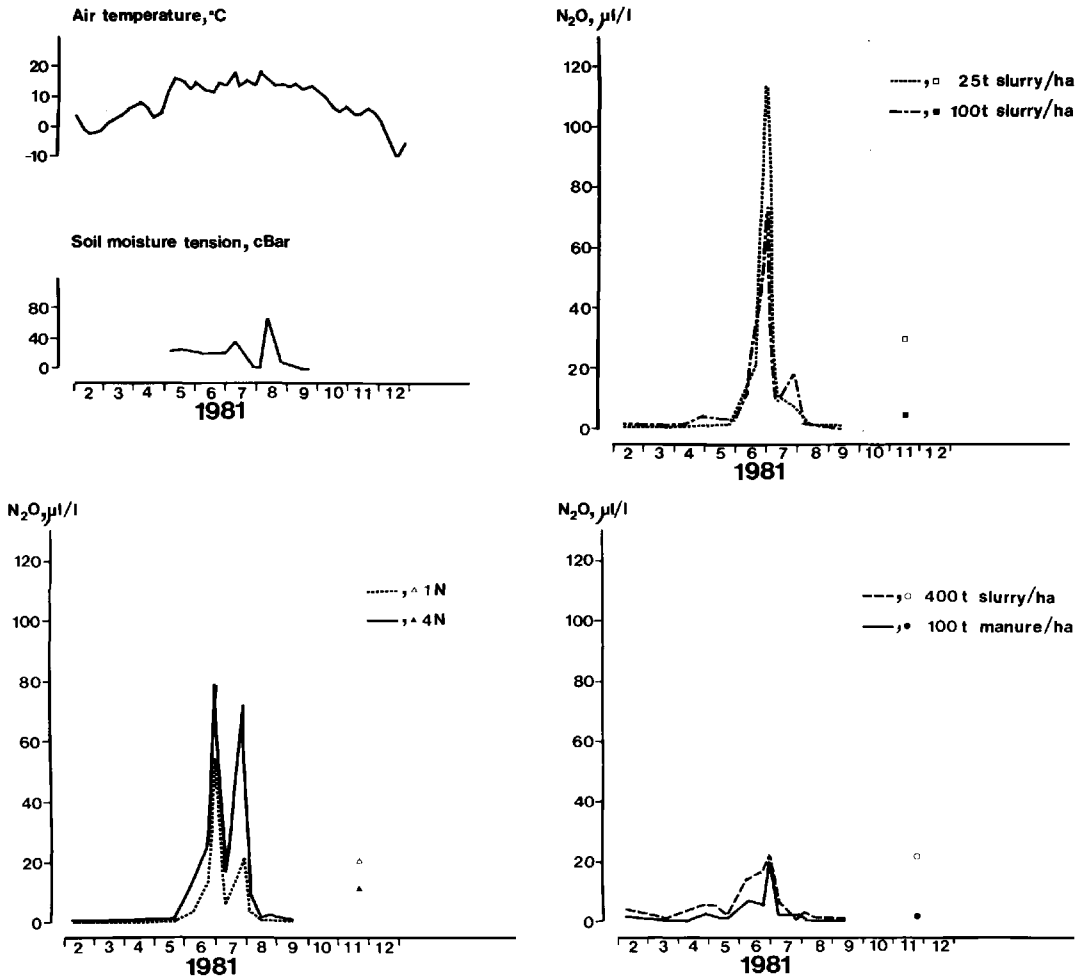 Air temperature, °C
20
10
0
-10
Soil moisture tension, cBar
80
40
0
2 3 4 5 6 7 8 9 10 11 12
1981
N₂O, µl/l
120
100
80
60
40
20
0
, □ 25t slurry/ha
, ■ 100t slurry/ha
2 3 4 5 6 7 8 9 10 11 12
1981
N₂O, µl/l
120
100
80
60
40
20
0
, △ 1N
, ▲ 4N
2 3 4 5 6 7 8 9 10 11 12
1981
N₂O, µl/l
120
100
80
60
40
20
0
, ○ 400t slurry/ha
, ● 100t manure/ha
2 3 4 5 6 7 8 9 10 11 12
1981